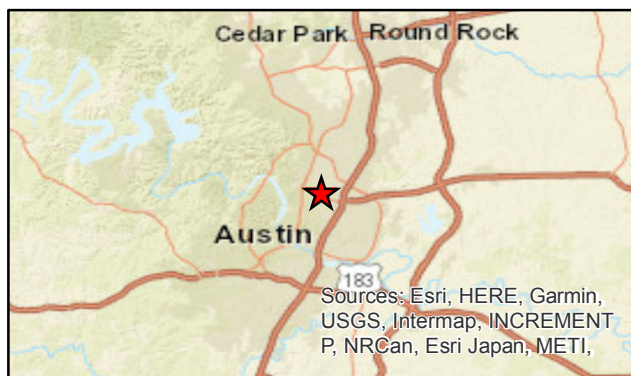 Cedar Park Round Rock
Austin
183
Sources: Esri, HERE, Garmin,
USGS, Intermap, INCREMENT
P, NRCan, Esri Japan, METI,